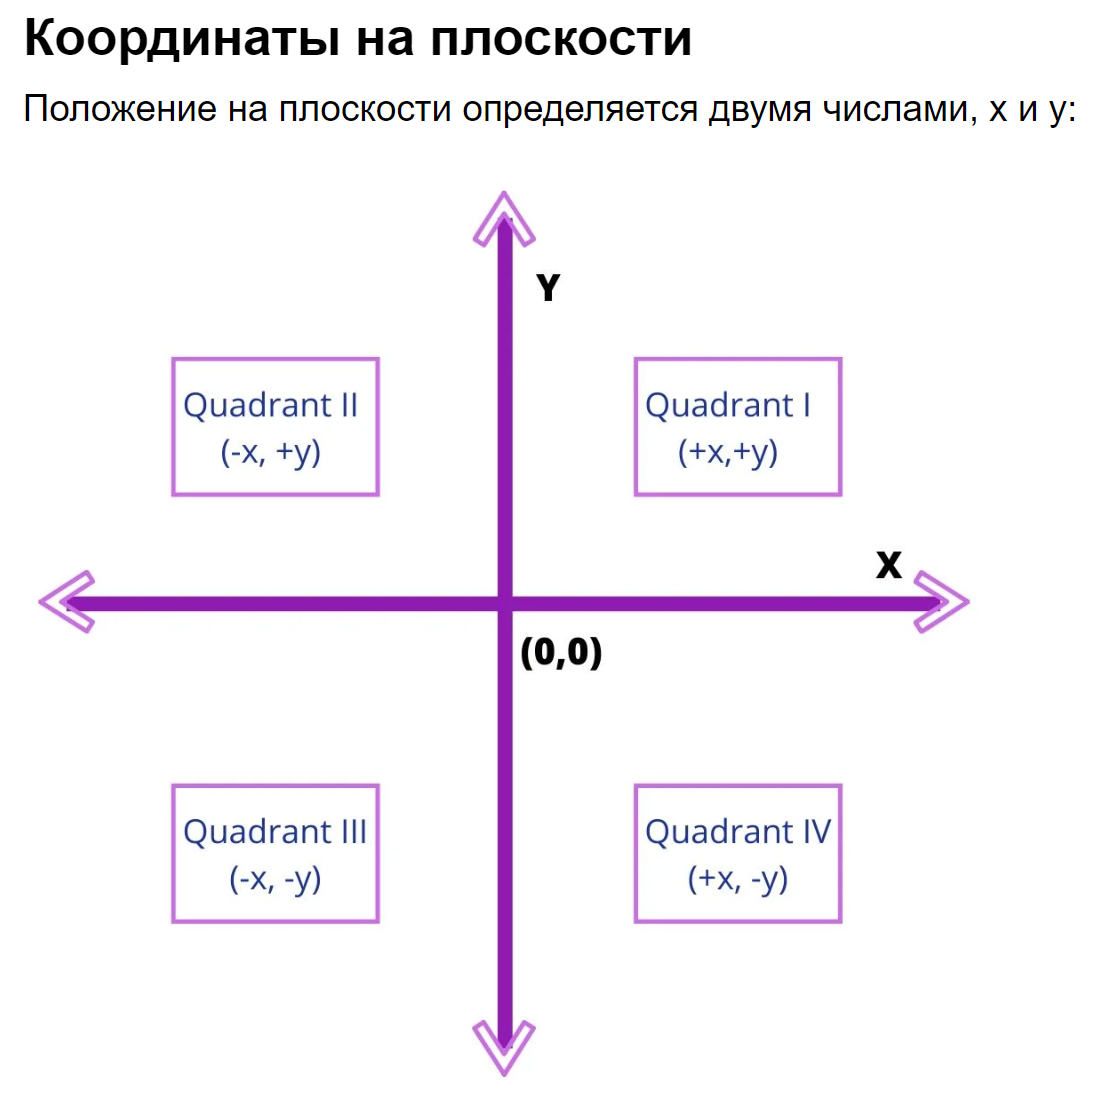 Координаты на плоскости
Положение на плоскости определяется двумя числами, x и y:
Y
Quadrant II
(-x, +y)
Quadrant I
(+x,+y)
X
(0,0)
Quadrant III
(-x, -y)
Quadrant IV
(+x, -y)